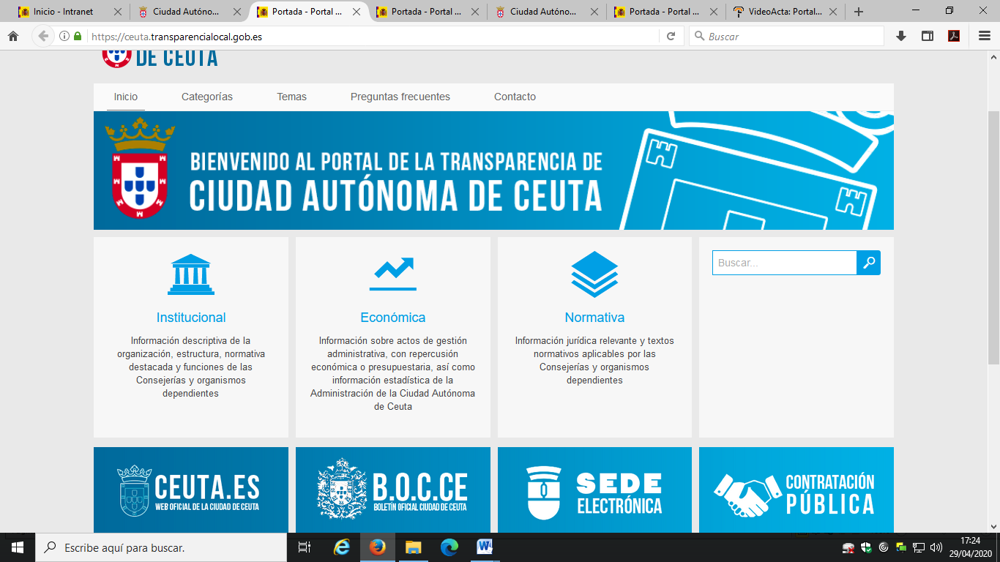 Inicio - Intranet
Ciudad Autóno...
Portada - Portal ...
Portada - Portal ...
Ciudad Autóno...
Portada - Portal ...
VideoActa: Portal...
https://ceuta.transparencialocal.gob.es
Buscar
DE CEUTA
Inicio
Categorías
Temas
Preguntas frecuentes
Contacto
BIENVENIDO AL PORTAL DE LA TRANSPARENCIA DE
CIUDAD AUTÓNOMA DE CEUTA
Institucional
Información descriptiva de la
organización, estructura, normativa
destacada y funciones de las
Consejerías y organismos
dependientes
Económica
Información sobre actos de gestión
administrativa, con repercusión
económica o presupuestaria, así como
información estadística de la
Administración de la Ciudad Autónoma
de Ceuta
Normativa
Información jurídica relevante y textos
normativos aplicables por las
Consejerías y organismos
dependientes
Buscar...
CEUTA.ES
WEB OFICIAL DE LA CIUDAD DE CEUTA
B.O.C.CE
BOLETÍN OFICIAL CIUDAD DE CEUTA
SEDE
ELECTRÓNICA
CONTRATACIÓN
PÚBLICA
Escribe aquí para buscar.
17:24
29/04/2020